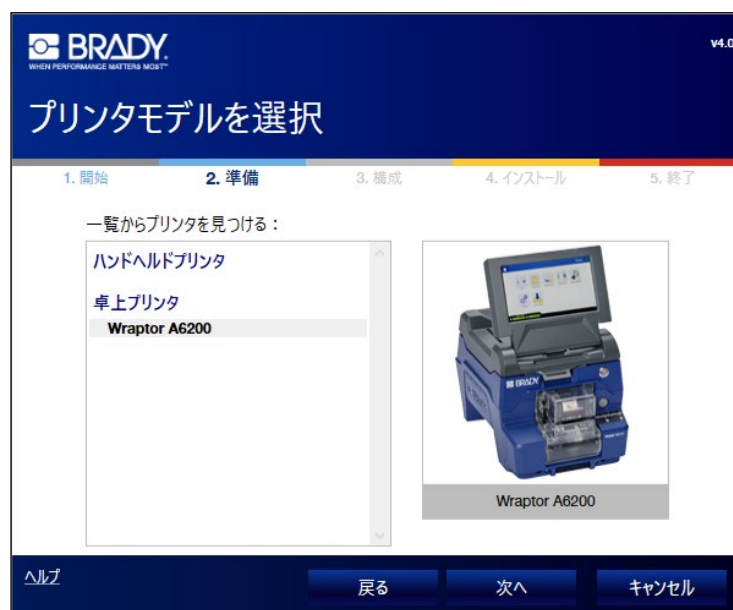 BRADY.
WHEN PERFORMANCE MATTERS MOST™
v4.0
プリンタモデルを選択
1. 開始
2. 準備
3. 構成
4. インストール
5. 終了
一覧からプリンタを見つける：
ハンドヘルドプリンタ
卓上プリンタ
Wraptor A6200
BRADY
Wraptor A6200
ヘルプ
戻る
次へ
キャンセル